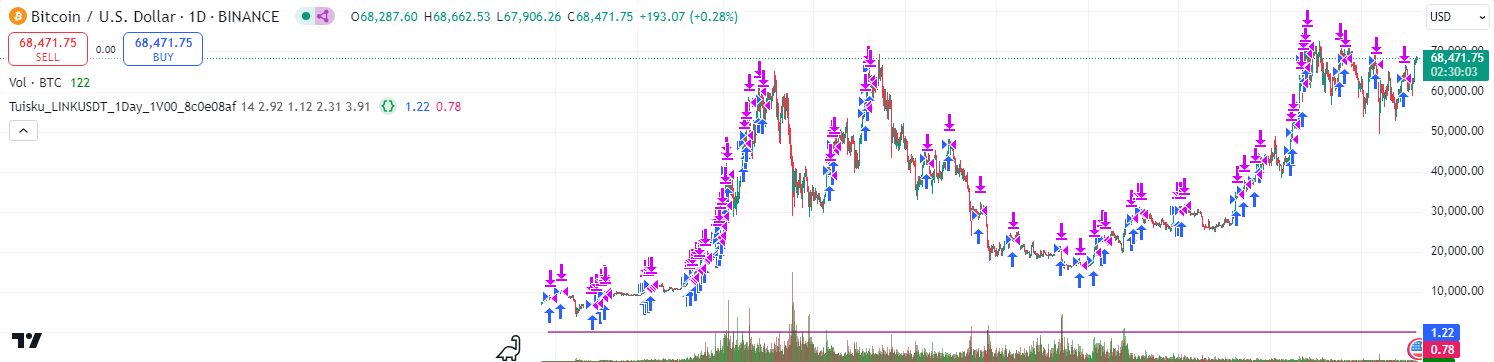 Bitcoin / U.S. Dollar · 1D · BINANCE
O68,287.60 H68,662.53 L67,906.26 C68,471.75 +193.07 (+0.28%)
USD
68,471.75 0.00 68,471.75
SELL BUY
Vol · BTC 122
Tuisku_LINKUSDT_1Day_1V00_8c0e08af 14 2.92 1.12 2.31 3.91 {} 1.22 0.78
70,000.00
68,471.75
02:30:03
60,000.00
50,000.00
40,000.00
30,000.00
20,000.00
10,000.00
1.22
0.78